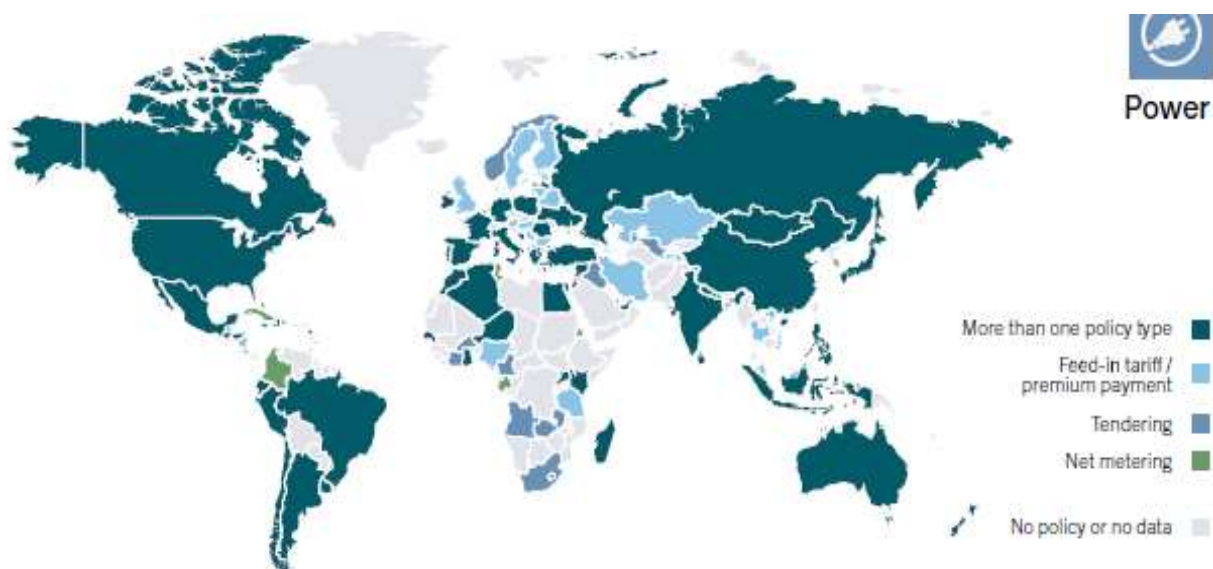 Power
More than one policy type
Feed-in tariff /
premium payment
Tendering
Net metering
No policy or no data